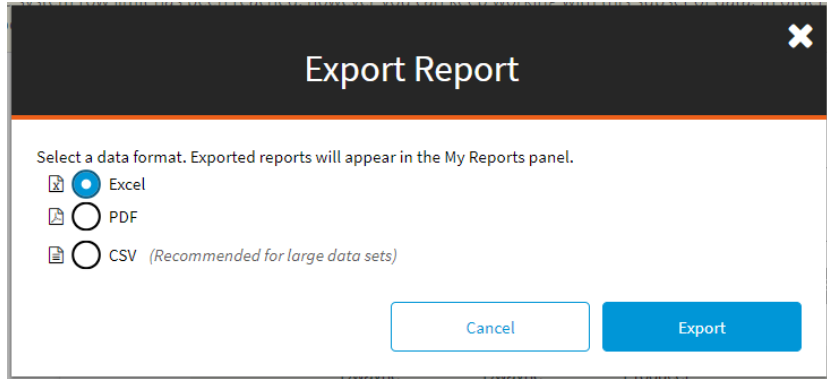 Export Report
Select a data format. Exported reports will appear in the My Reports panel.
Excel
PDF
CSV (Recommended for large data sets)
Cancel Export